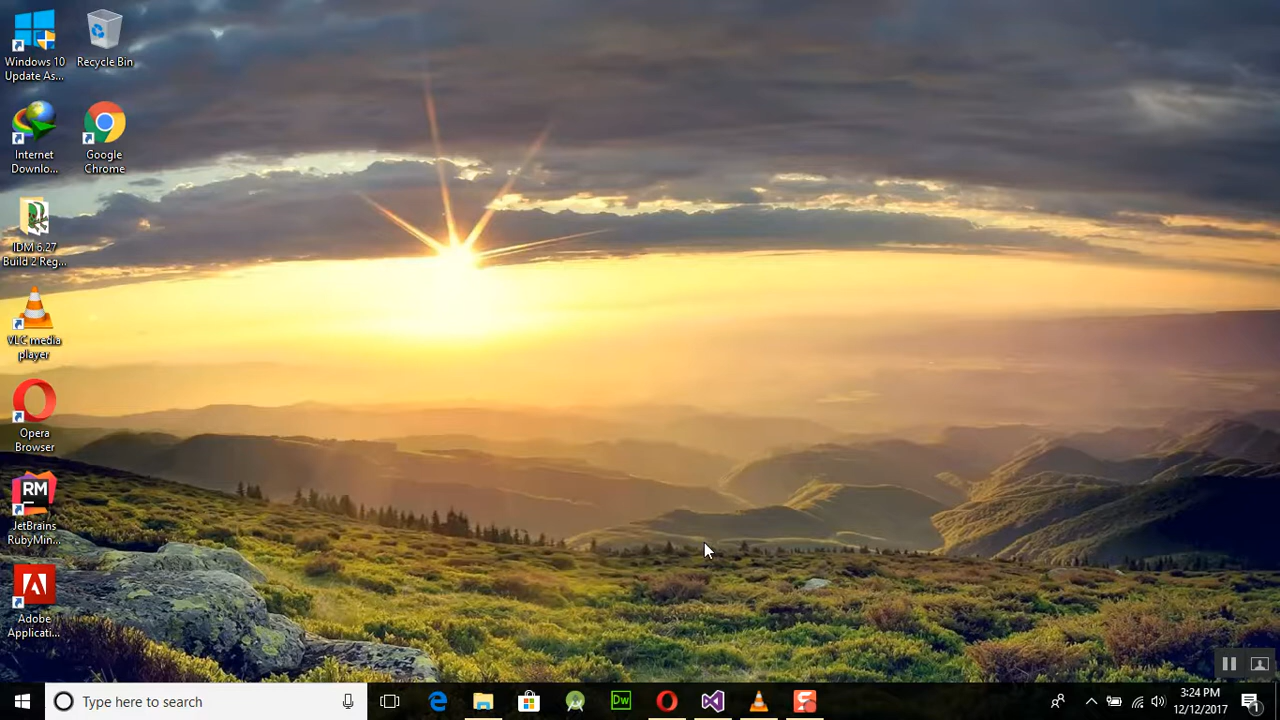 Windows 10
Update As...
Recycle Bin
Internet
Downlo...
Google
Chrome
IDM 6.27
Build 2 Reg...
VLC media
player
Opera
Browser
RM
JetBrains
RubyMin...
Adobe
Applicati...
Type here to search
Dw
3:24 PM
12/12/2017
1